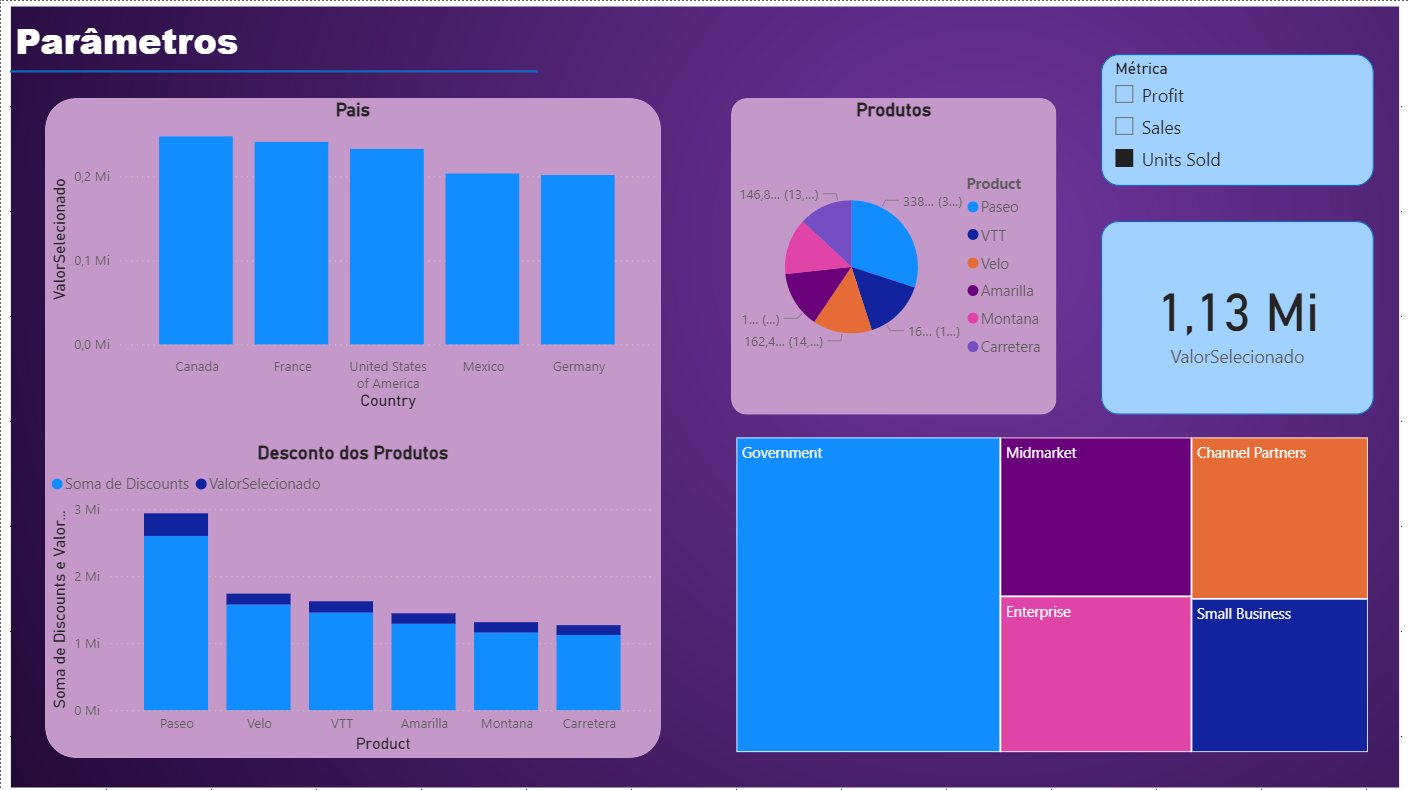 Parâmetros
Pais
ValorSelecionado
0,2 Mi
0,1 Mi
0,0 Mi
Canada
France
United States
of America
Mexico
Germany
Country
Desconto dos Produtos
Soma de Discounts
ValorSelecionado
Soma de Discounts e Valor...
3 Mi
2 Mi
1 Mi
0 Mi
Paseo
Velo
VTT
Amarilla
Montana
Carretera
Product
Produtos
146,8... (13,...)
338... (3...)
1... (...)
162,4... (14,...)
16... (1...)
Product
Paseo
VTT
Velo
Amarilla
Montana
Carretera
Métrica
Profit
Sales
Units Sold
1,13 Mi
ValorSelecionado
Government
Midmarket
Channel Partners
Enterprise
Small Business